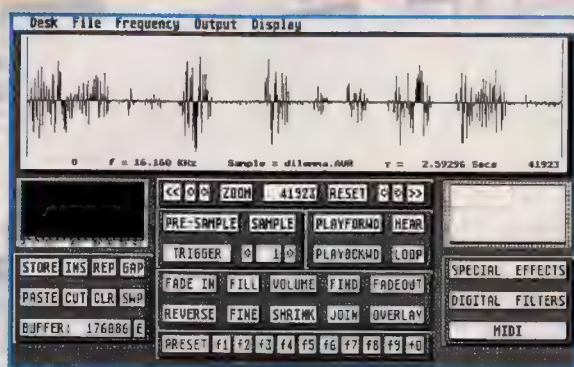 Desk File Frequency Output Display
0 f = 16.160 KHz Sample = dilemma.AVR T = 2.59296 Secs 41923
<< ZOOM 41923 RESET >>
PRE-SAMPLE SAMPLE PLAYFORWD HEAR
TRIGGER 1 PLAYBCKWD LOOP
STORE INS REP GAP
PASTE CUT CLR SWP
BUFFER: 176086 E
FADE IN FILL VOLUME FIND FADEOUT
REVERSE FINE SHRINK JOIN OVERLAY
PRESET f1 f2 f3 f4 f5 f6 f7 f8 f9 f0
SPECIAL EFFECTS
DIGITAL FILTERS
MIDI